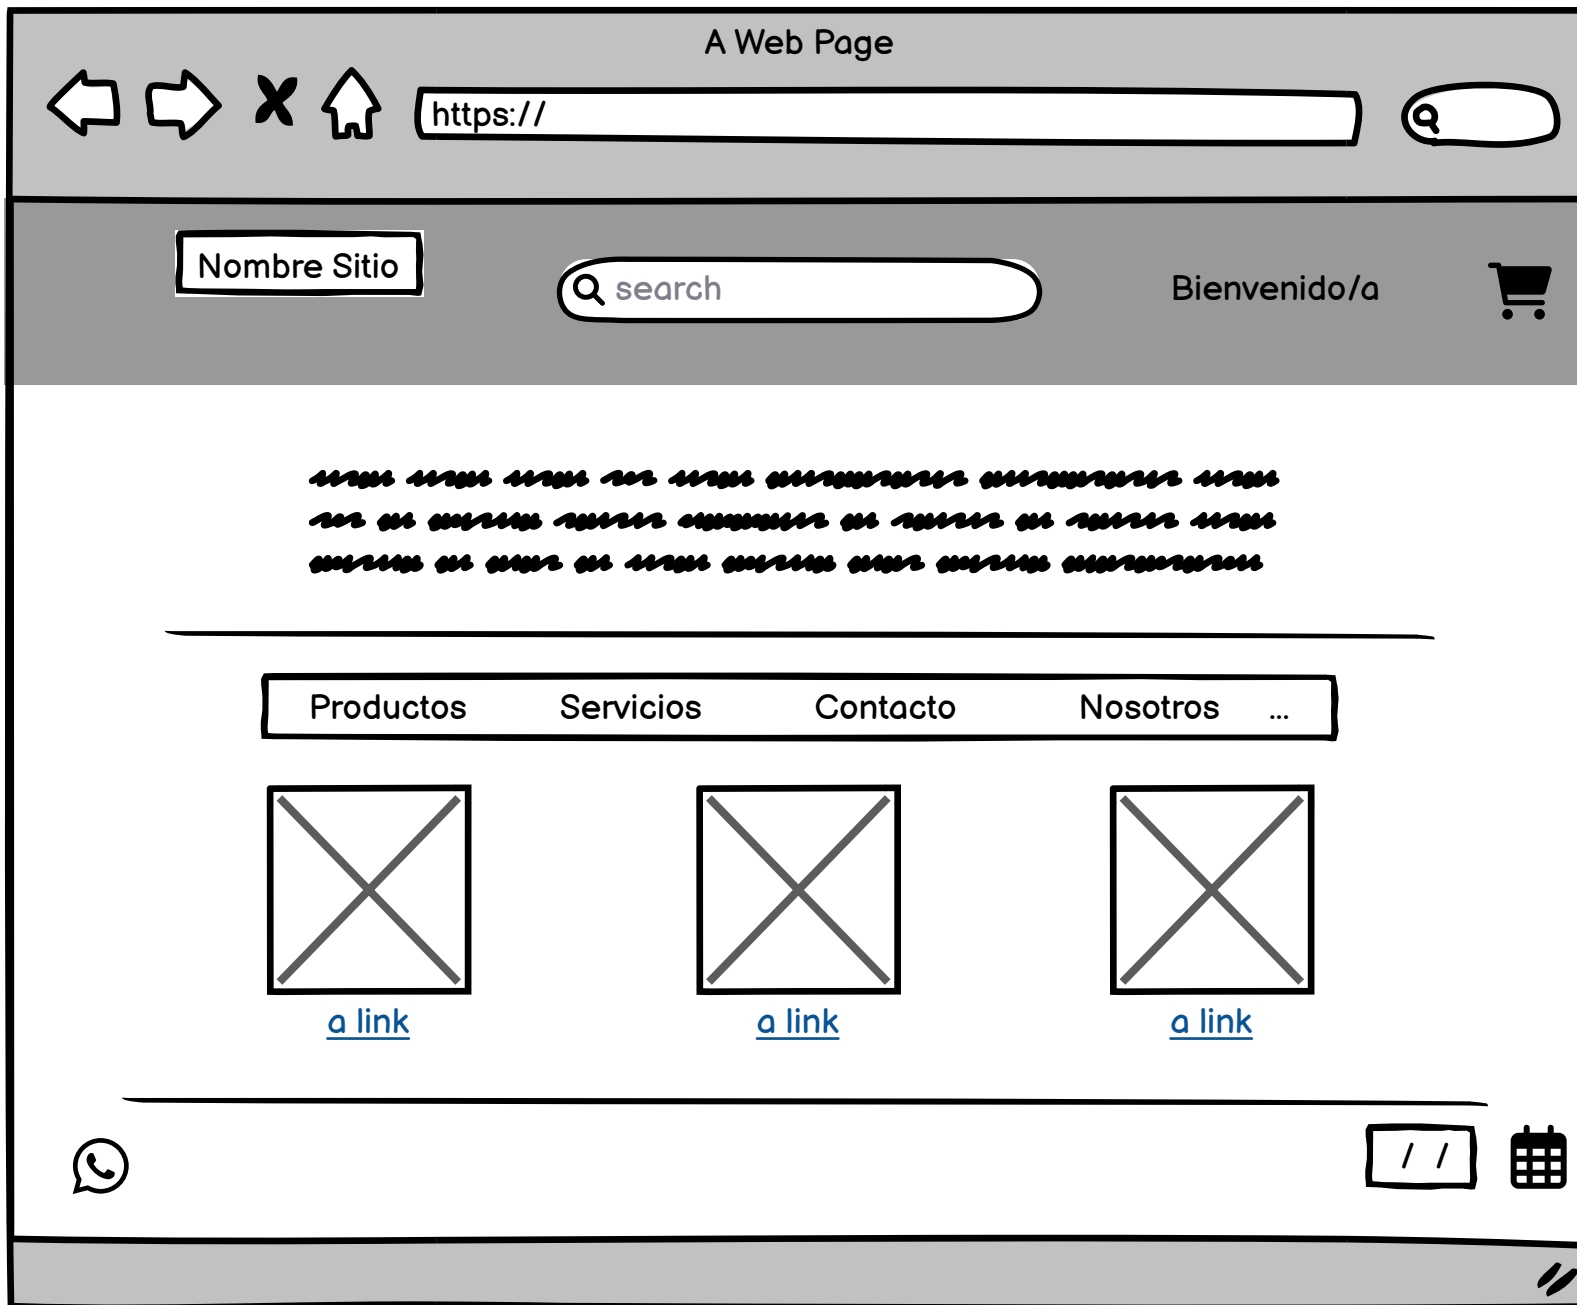 A Web Page
https://
Nombre Sitio
search
Bienvenido/a
Productos Servicios Contacto Nosotros ...
a link a link a link
/ /